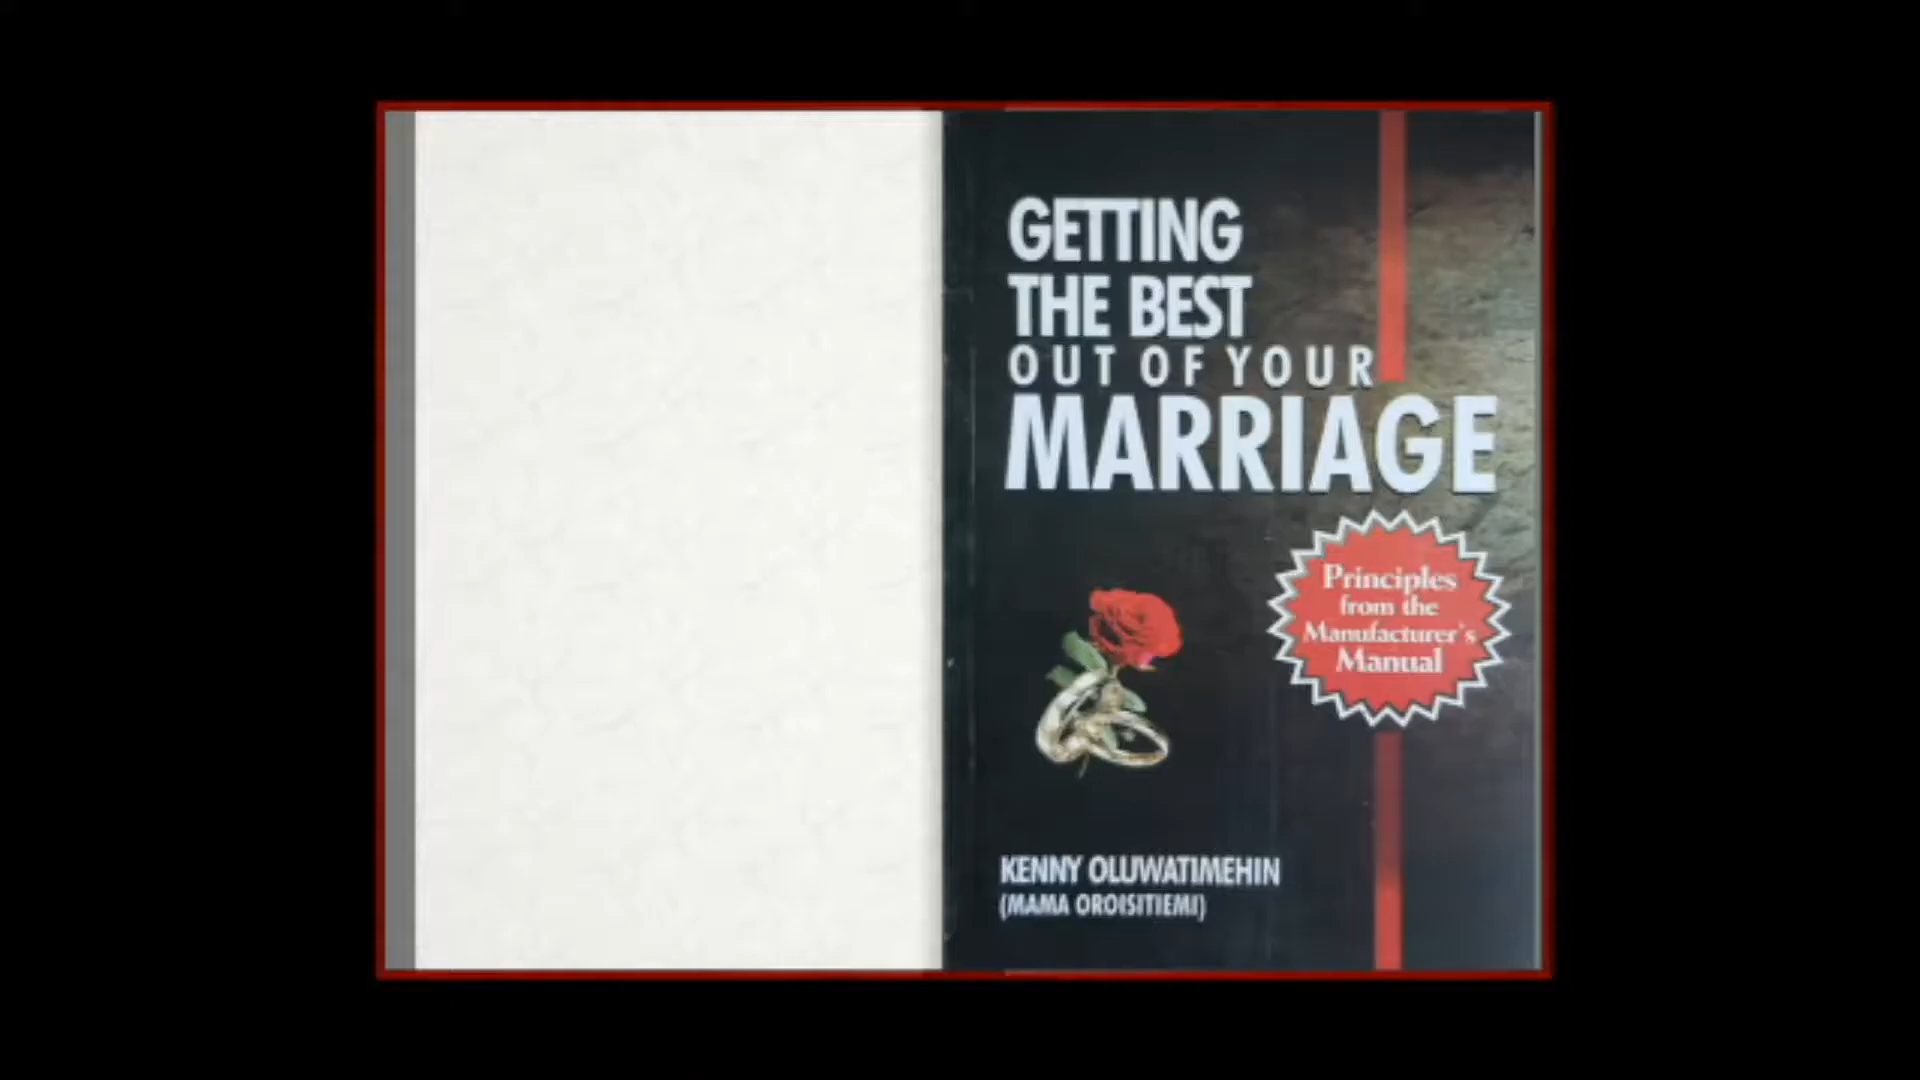 GETTING
THE BEST
OUT OF YOUR
MARRIAGE
Principles
from the
Manufacturer's
Manual
KENNY OLUWATIMEHIN
(MAMA OROISITIEMI)